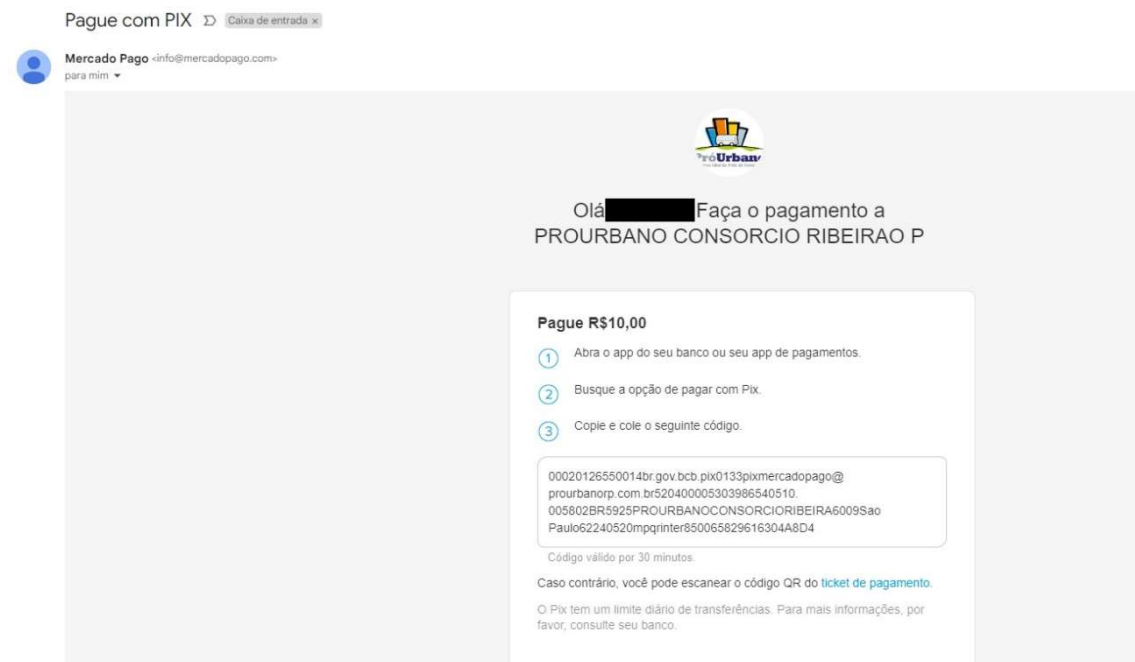 Pague com PIX
Caixa de entrada x
Mercado Pago <info@mercadopago.com>
para mim
PróUrbano
Olá Faça o pagamento a
PROURBANO CONSORCIO RIBEIRAO P
Pague R$10,00
1 Abra o app do seu banco ou seu app de pagamentos.
2 Busque a opção de pagar com Pix.
3 Copie e cole o seguinte código.
00020126550014br.gov.bcb.pix0133pixmercadopago@
prourbanorp.com.br520400005303986540510.
005802BR5925PROURBANOCONSORCIORIBEIRA6009Sao
Paulo62240520mpqrinter850065829616304A8D4
Código válido por 30 minutos.
Caso contrário, você pode escanear o código QR do ticket de pagamento.
O Pix tem um limite diário de transferências. Para mais informações, por
favor, consulte seu banco.